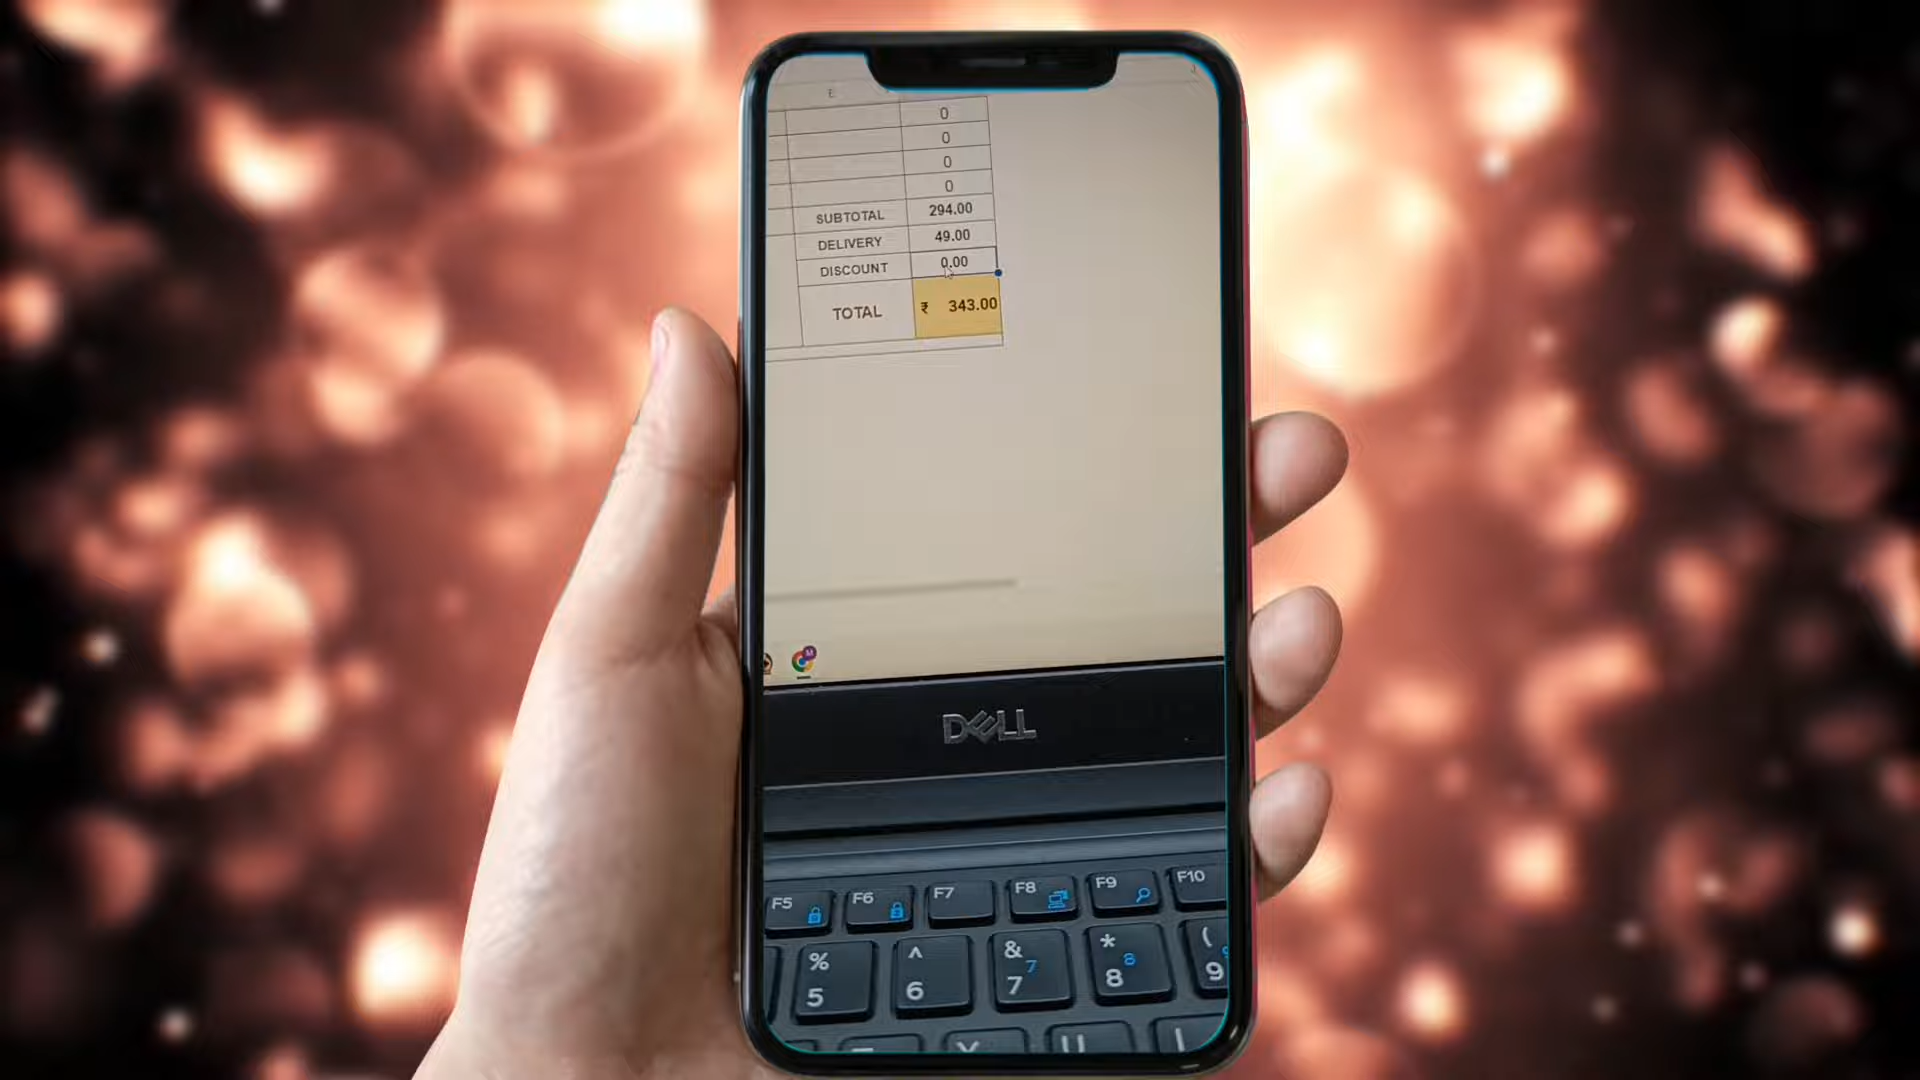 E
0
0
0
0
SUBTOTAL 294.00
DELIVERY 49.00
DISCOUNT 0.00
TOTAL ₹ 343.00
M
DELL
F5 F6 F7 F8 F9 F10
% ^ & * (
7 8
5 6 7 8 9
Y U I